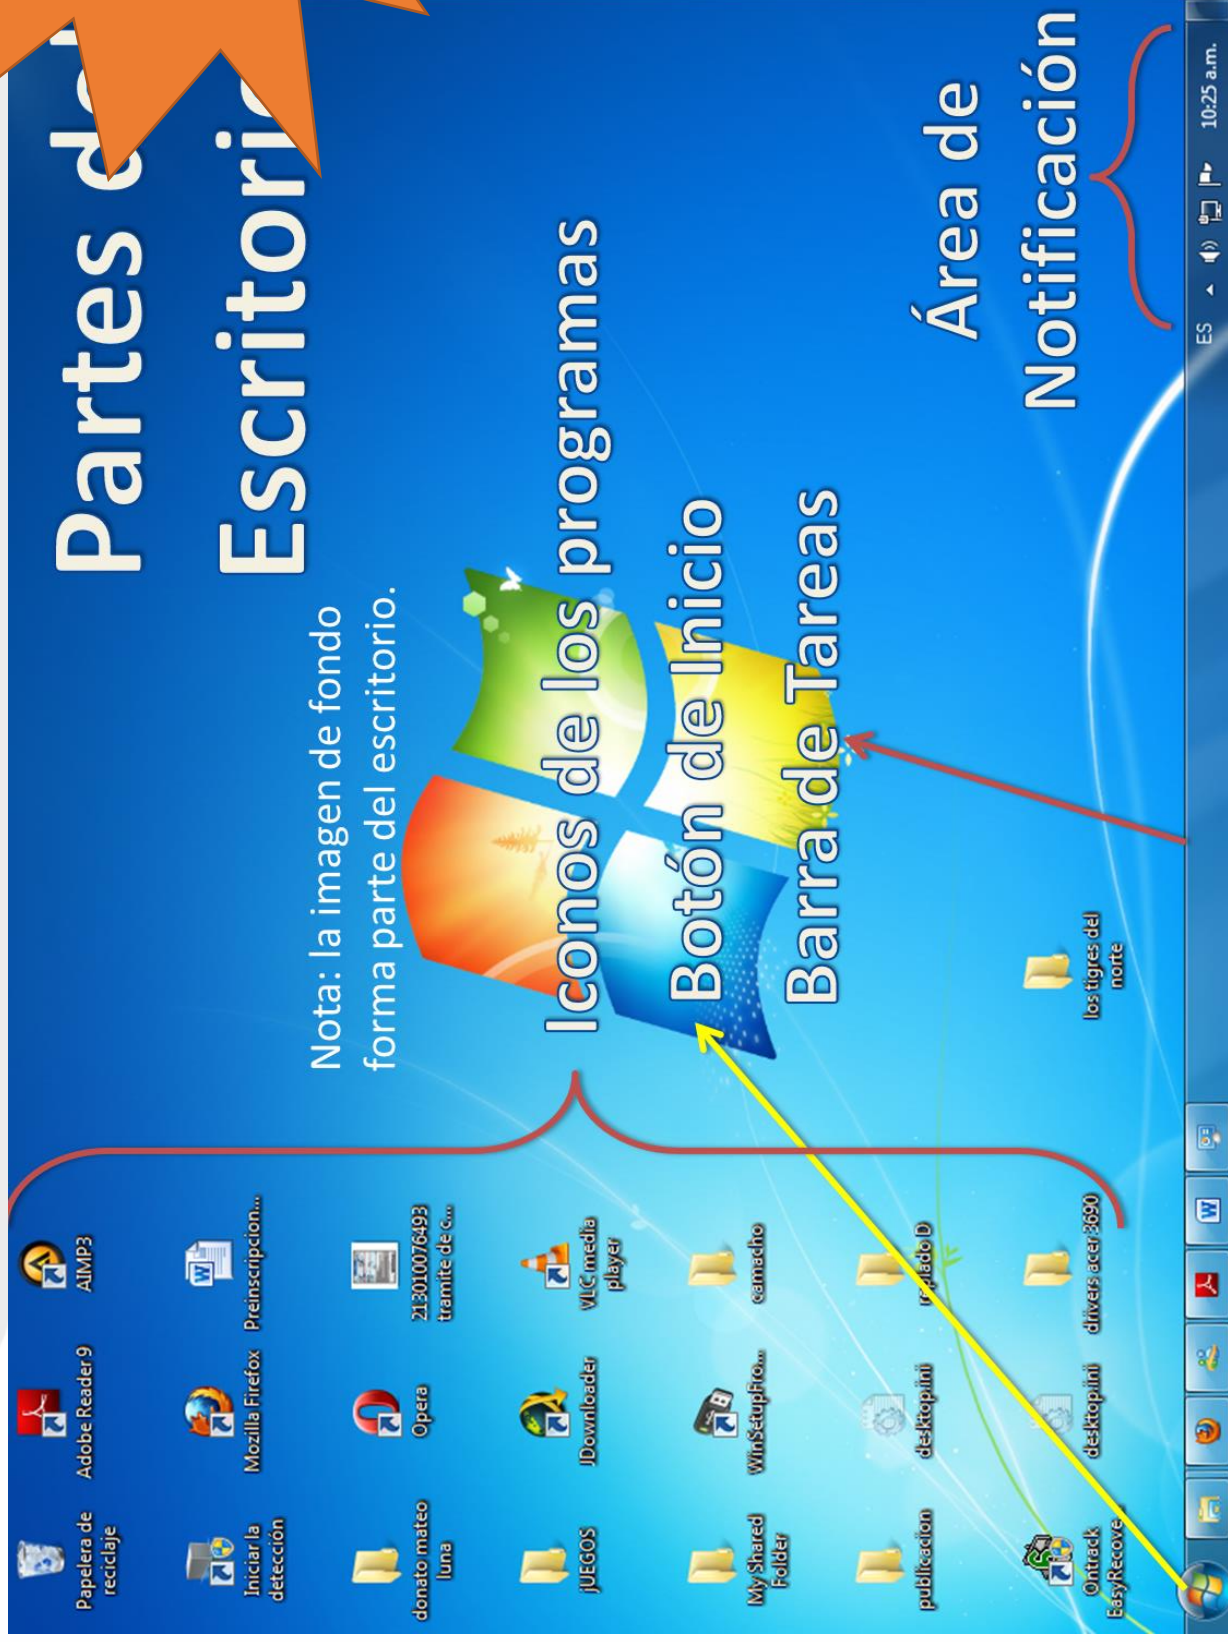 Partes del
Escritorio
Nota: la imagen de fondo
forma parte del escritorio.
Iconos de los programas
Botón de Inicio
Barra de Tareas
Área de
Notificación
Papelera de
reciclaje
Adobe Reader 9
AIMP3
Iniciar la
detección
Mozilla Firefox
Preinscripcion...
donato mateo
luna
Opera
213010076493
tramite de c...
JUEGOS
JDownloader
VLC media
player
My Shared
Folder
WinSetupFro...
camacho
publicacion
desktop.ini
D
Ontrack
EasyRecove...
desktop.ini
drivers acer 3690
los tigres del
norte
ES
10:25 a.m.